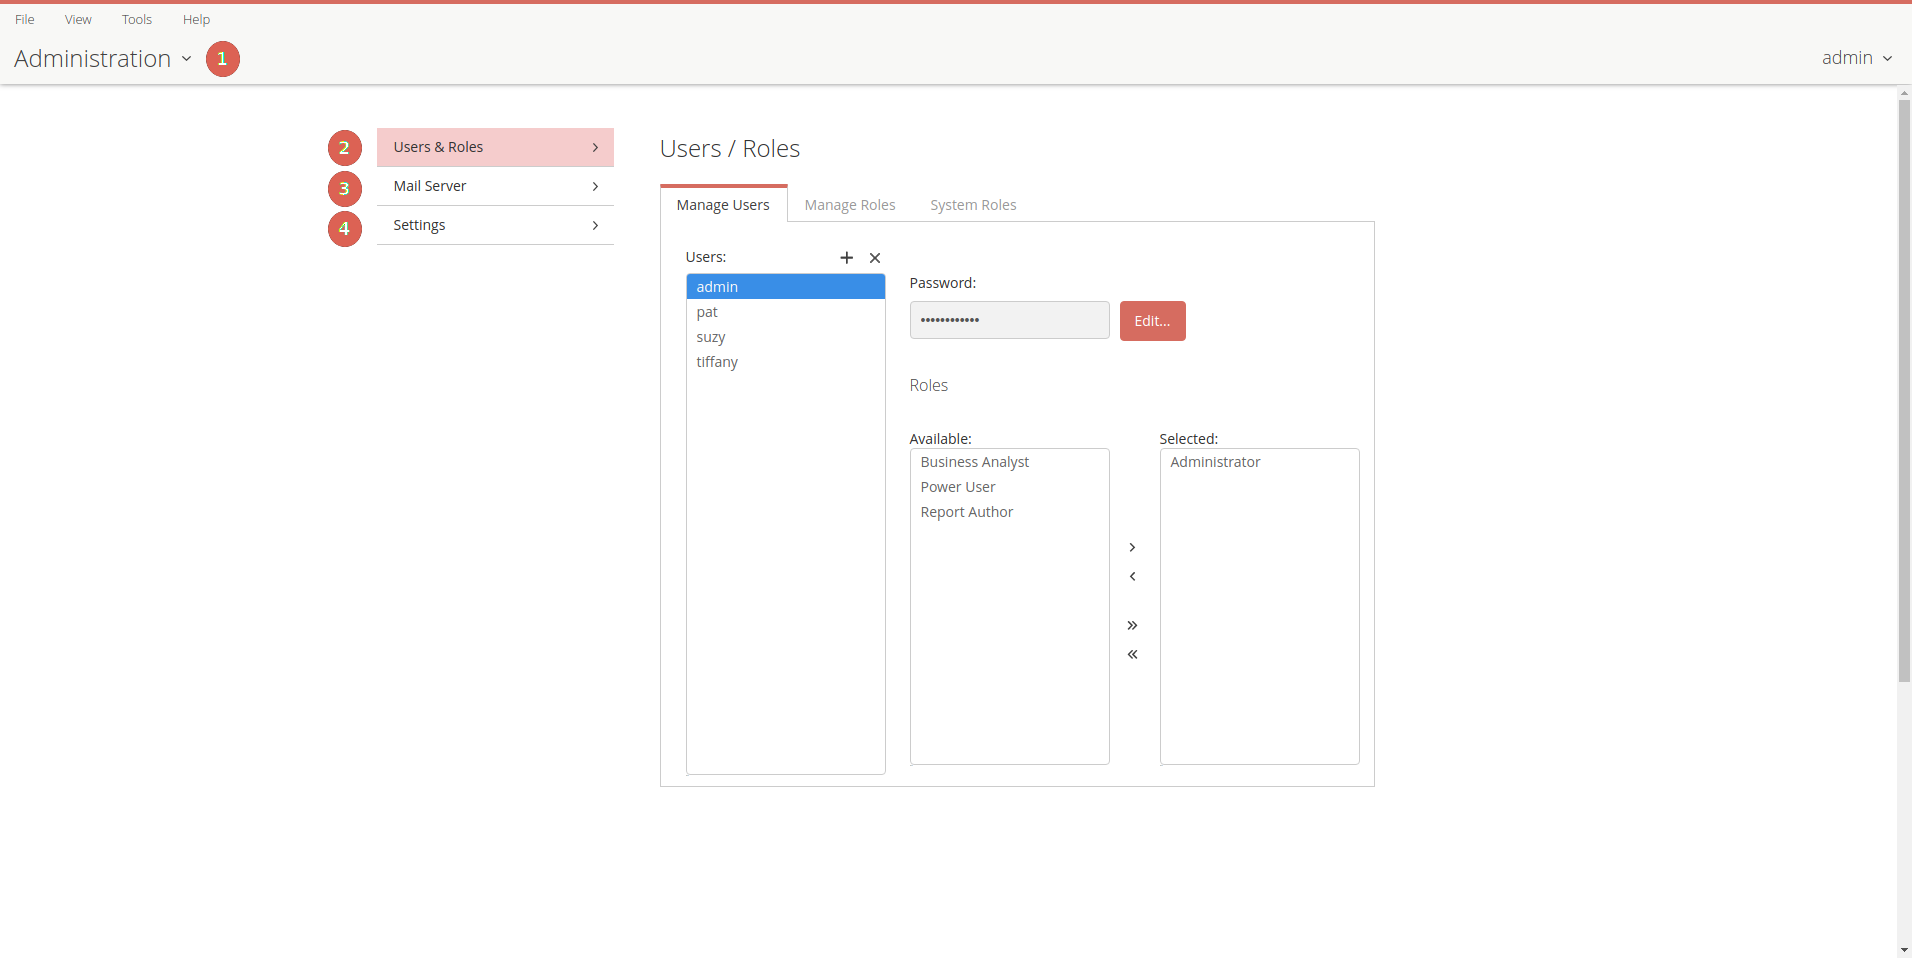 File View Tools Help
Administration 1 admin
2 Users & Roles
3 Mail Server
4 Settings
Users / Roles
Manage Users Manage Roles System Roles
Users:
admin
pat
suzy
tiffany
Password:
••••••••••••
Edit...
Roles
Available:
Business Analyst
Power User
Report Author
Selected:
Administrator